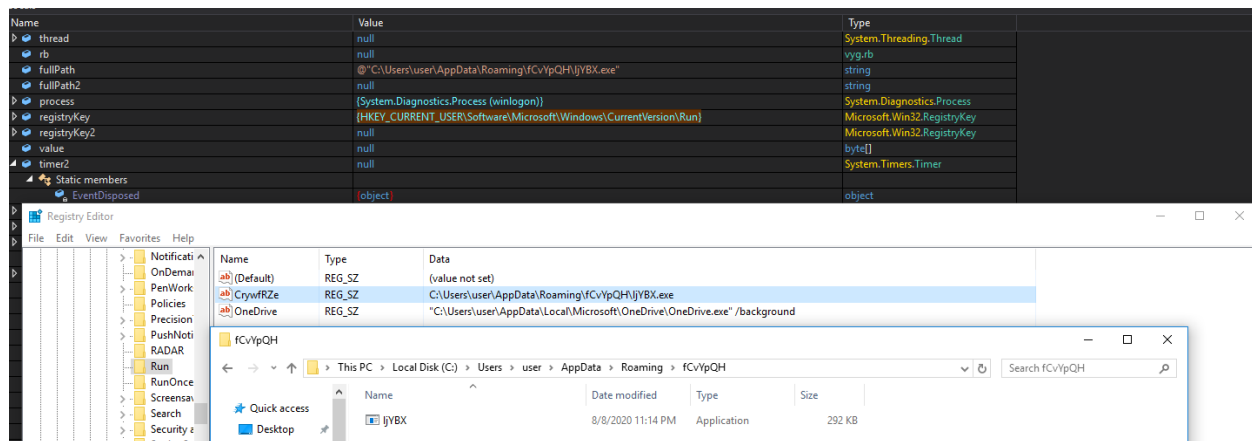 Name Value Type
thread null System.Threading.Thread
rb null vyg.rb
fullPath @"C:\Users\user\AppData\Roaming\fCvYpQH\IjYBX.exe" string
fullPath2 null string
process {System.Diagnostics.Process (winlogon)} System.Diagnostics.Process
registryKey {HKEY_CURRENT_USER\Software\Microsoft\Windows\CurrentVersion\Run} Microsoft.Win32.RegistryKey
registryKey2 null Microsoft.Win32.RegistryKey
value null byte[]
timer2 null System.Timers.Timer
Static members
EventDisposed {object} object
Registry Editor
File Edit View Favorites Help
Notificati Name Type Data
OnDemai (Default) REG_SZ (value not set)
PenWork CrywfRZe REG_SZ C:\Users\user\AppData\Roaming\fCvYpQH\IjYBX.exe
Policies OneDrive REG_SZ "C:\Users\user\AppData\Local\Microsoft\OneDrive\OneDrive.exe" /background
Precision
PushNoti fCvYpQH
RADAR
Run This PC > Local Disk (C:) > Users > user > AppData > Roaming > fCvYpQH Search fCvYpQH
RunOnce
Screensav Name Date modified Type Size
Search Quick access
Security a Desktop IjYBX 8/8/2020 11:14 PM Application 292 KB